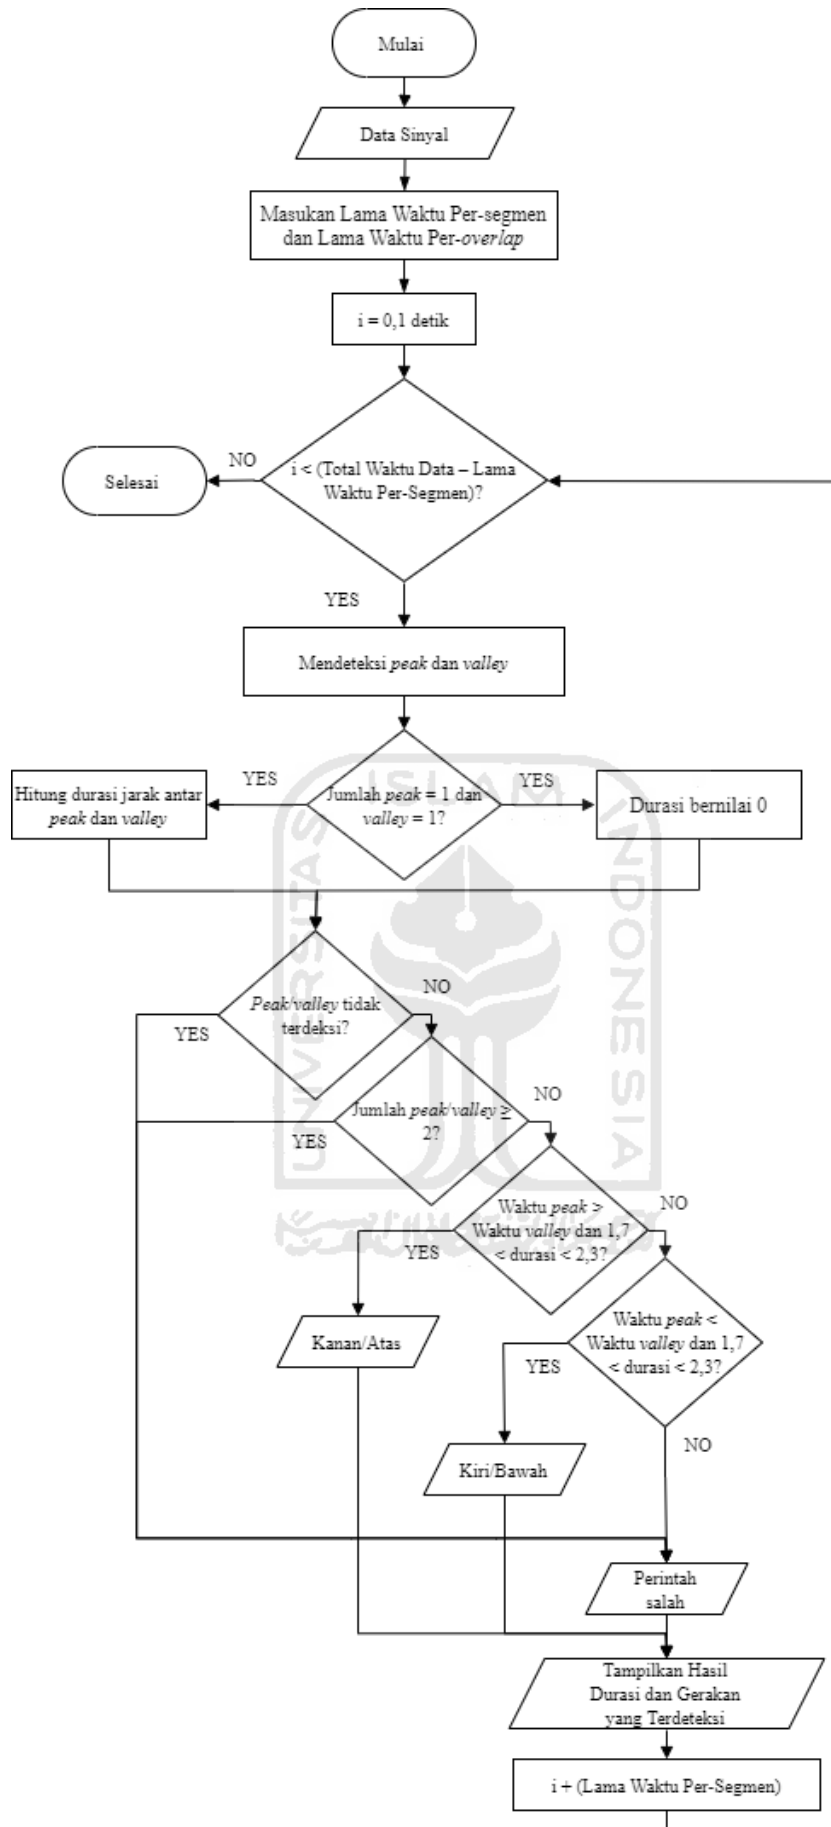 Mulai
Data Sinyal
Masukan Lama Waktu Per-segmen
dan Lama Waktu Per-overlap
i = 0,1 detik
i < (Total Waktu Data – Lama
Waktu Per-Segmen)?
NO
Selesai
YES
Mendeteksi peak dan valley
Jumlah peak = 1 dan
valley = 1?
YES
Hitung durasi jarak antar
peak dan valley
YES
Durasi bernilai 0
Peak/valley tidak
terdeksi?
YES
NO
Jumlah peak/valley ≥
2?
YES
NO
Waktu peak >
Waktu valley dan 1,7
< durasi < 2,3?
YES
NO
Kanan/Atas
Waktu peak <
Waktu valley dan 1,7
< durasi < 2,3?
YES
NO
Kiri/Bawah
Perintah
salah
Tampilkan Hasil
Durasi dan Gerakan
yang Terdeteksi
i + (Lama Waktu Per-Segmen)
UNIVERSITAS
ISLAM
INDONESIA